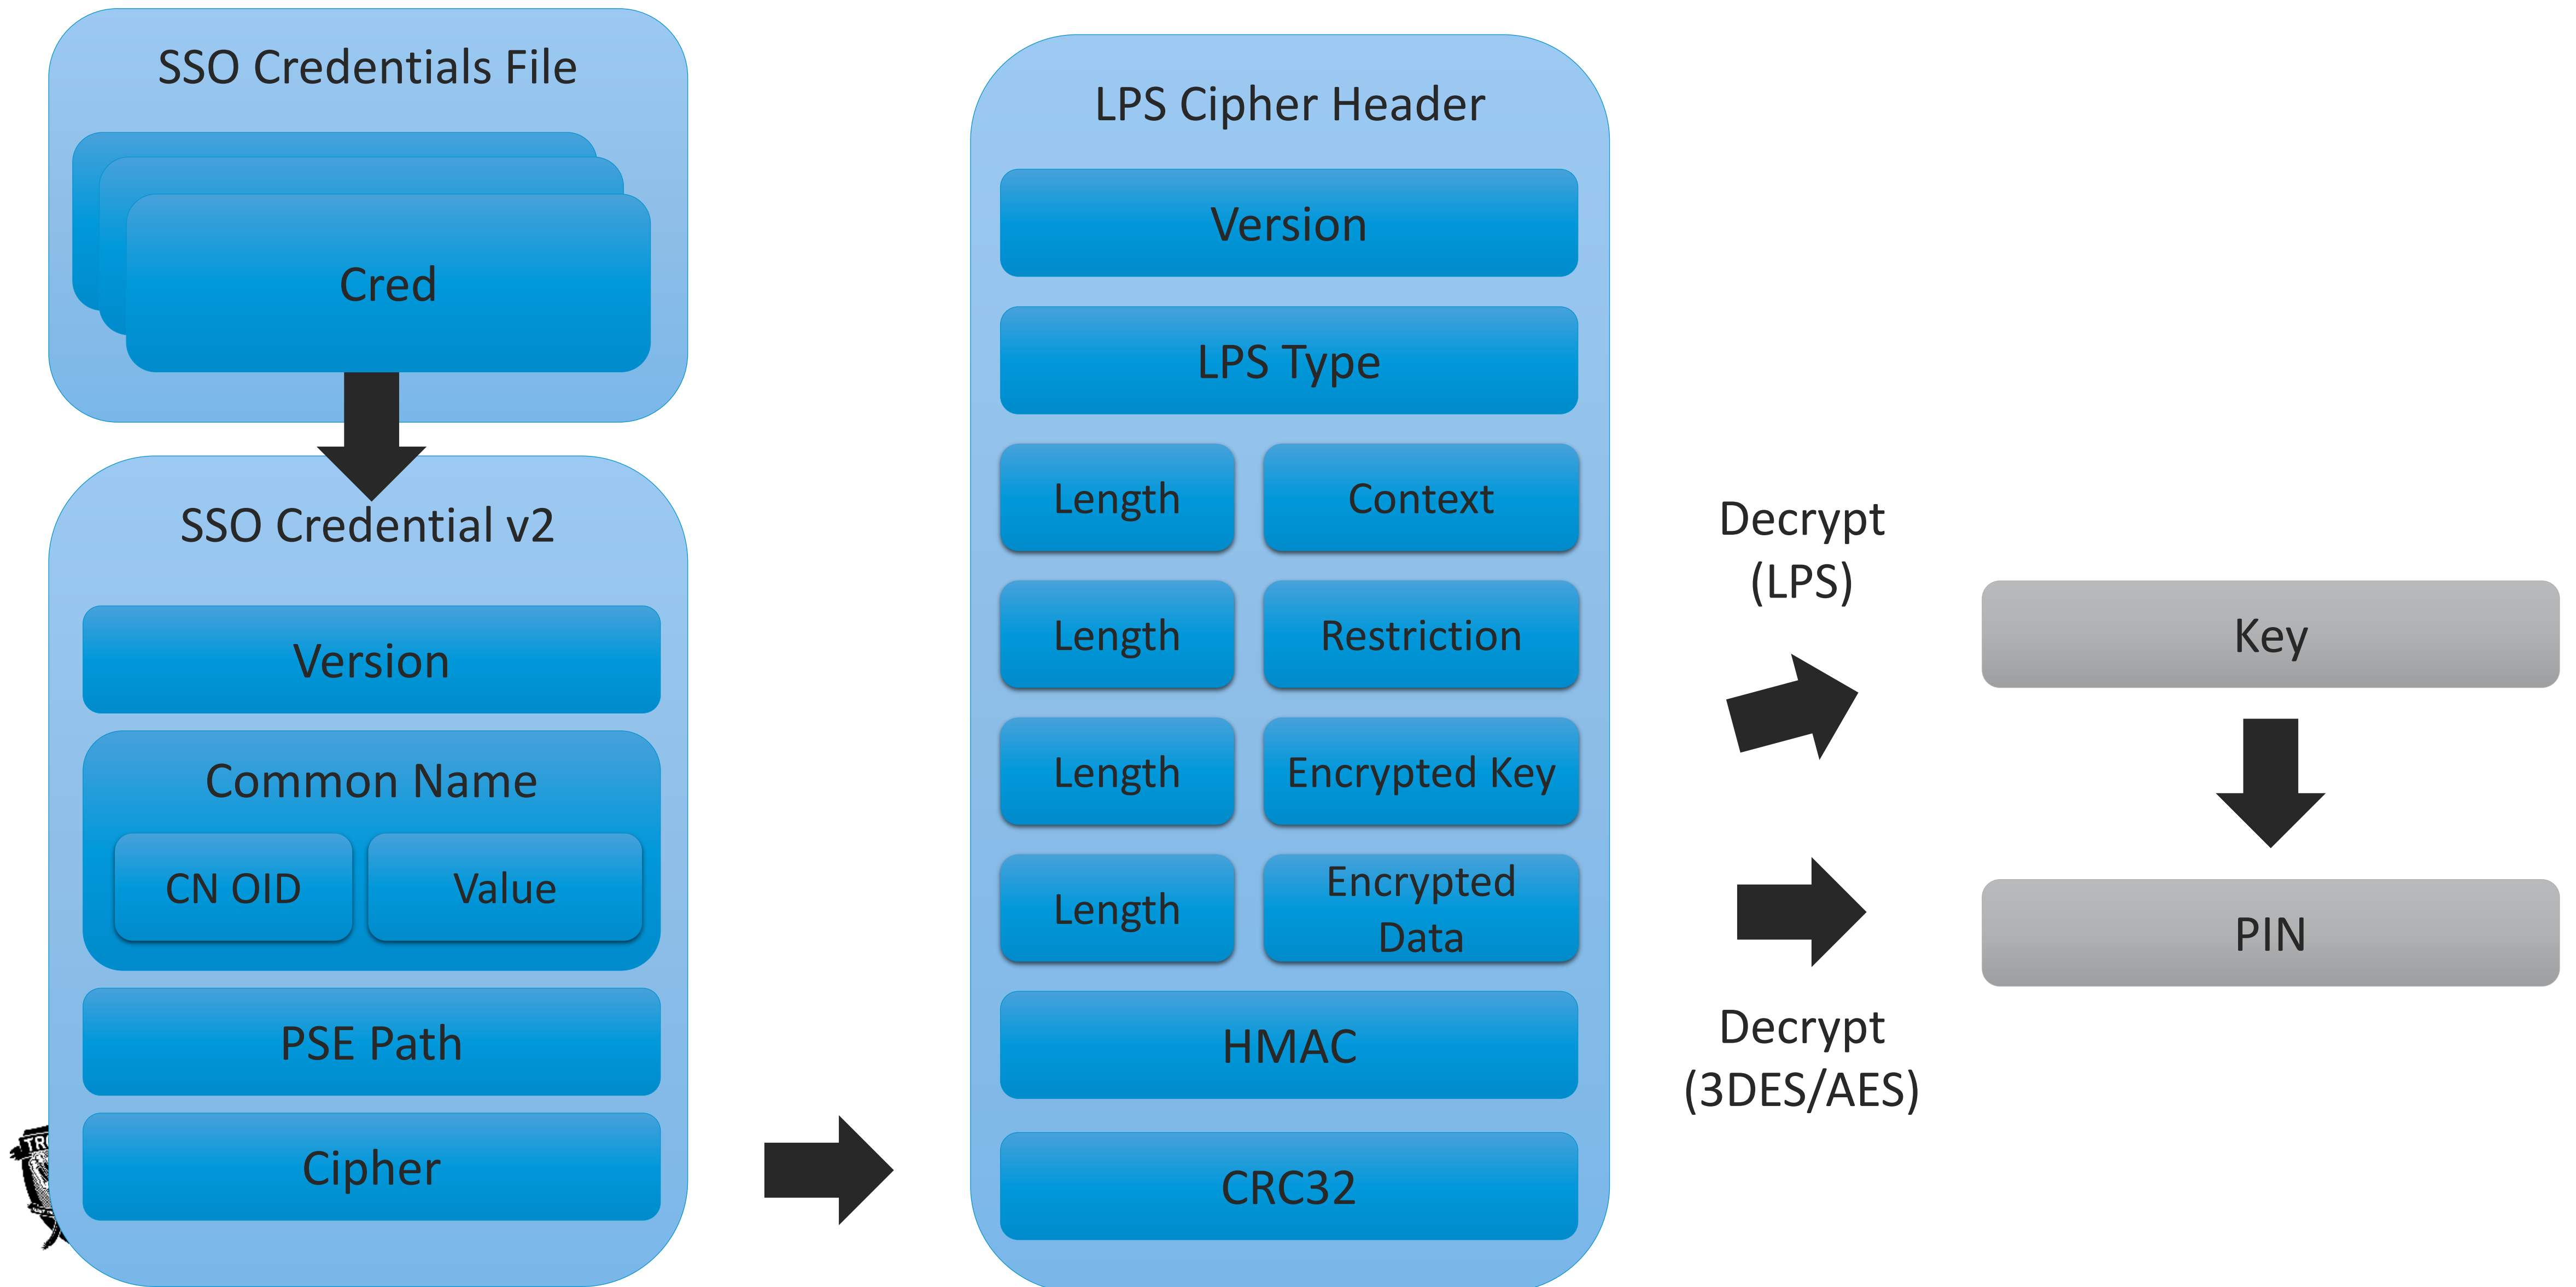 SSO Credentials File
Cred
SSO Credential v2
Version
Common Name
CN OID
Value
PSE Path
Cipher
LPS Cipher Header
Version
LPS Type
Length
Context
Length
Restriction
Length
Encrypted Key
Length
Encrypted
Data
HMAC
CRC32
Decrypt
(LPS)
Decrypt
(3DES/AES)
Key
PIN